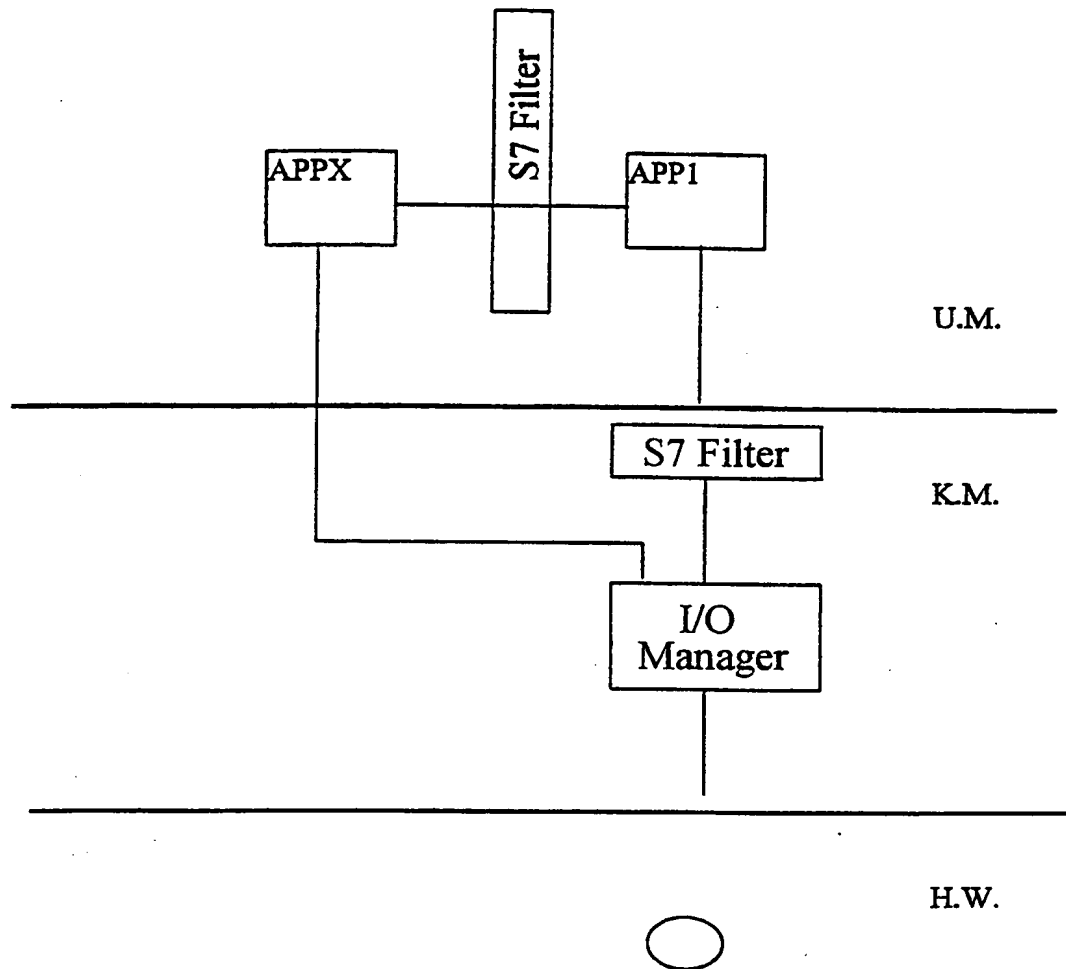 S7 Filter
APPX
APP1
U.M.
S7 Filter
K.M.
I/O
Manager
H.W.